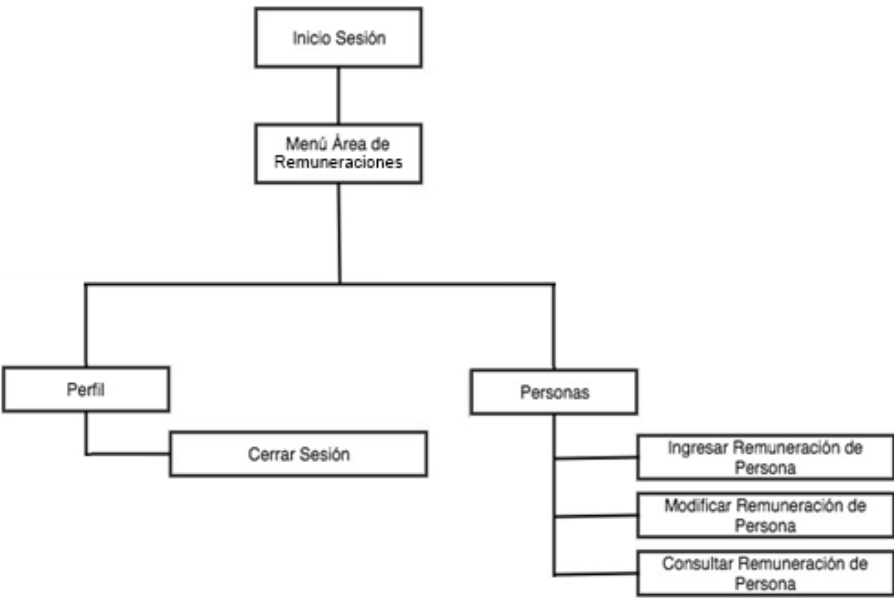 Inicio Sesión
Menú Área de
Remuneraciones
Perfil
Personas
Cerrar Sesión
Ingresar Remuneración de
Persona
Modificar Remuneración de
Persona
Consultar Remuneración de
Persona